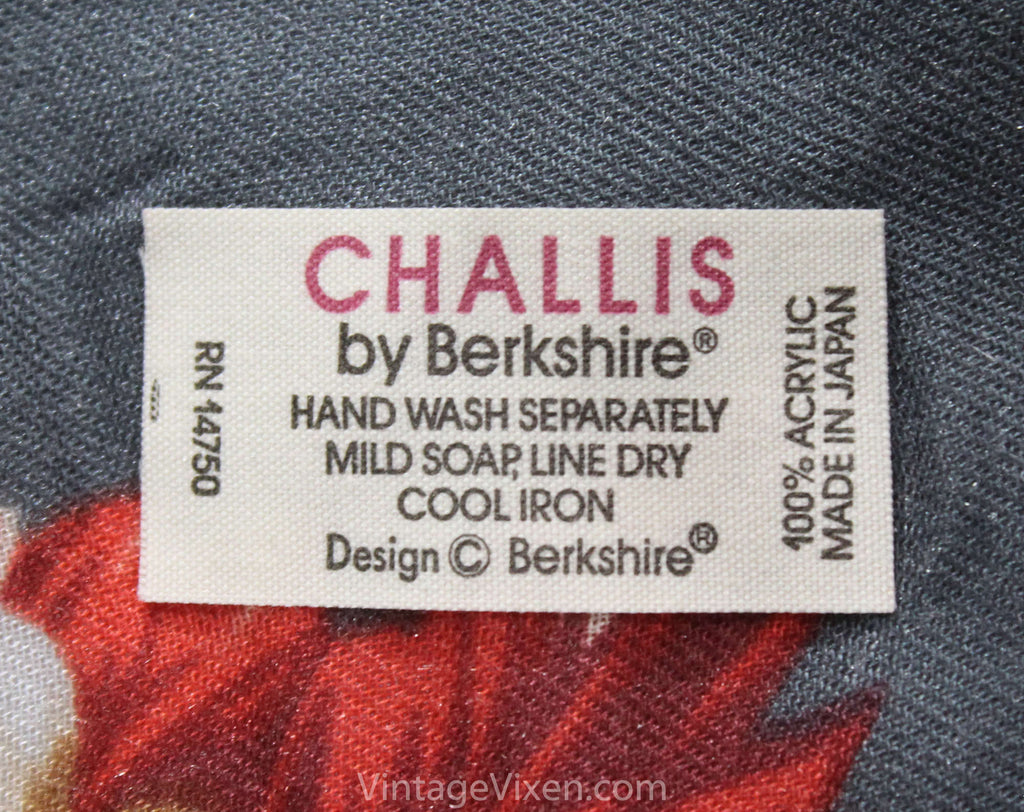 CHALLIS
by Berkshire®
HAND WASH SEPARATELY
MILD SOAP, LINE DRY
COOL IRON
Design © Berkshire®
RN 14750
100% ACRYLIC
MADE IN JAPAN
VintageVixen.com